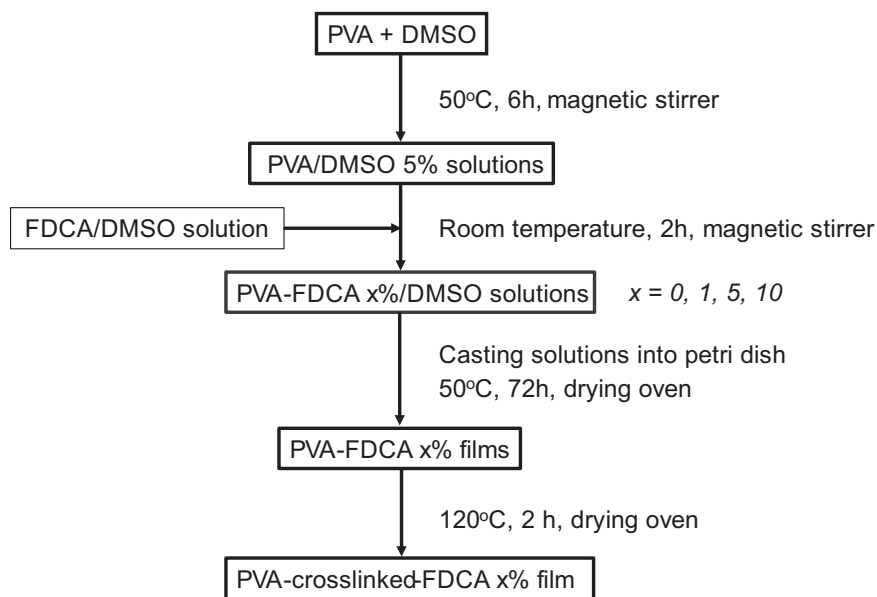 PVA + DMSO
50°C, 6h, magnetic stirrer
PVA/DMSO 5% solutions
FDCA/DMSO solution
Room temperature, 2h, magnetic stirrer
PVA-FDCA x%/DMSO solutions
x = 0, 1, 5, 10
Casting solutions into petri dish
50°C, 72h, drying oven
PVA-FDCA x% films
120°C, 2 h, drying oven
PVA-crosslinked-FDCA x% film